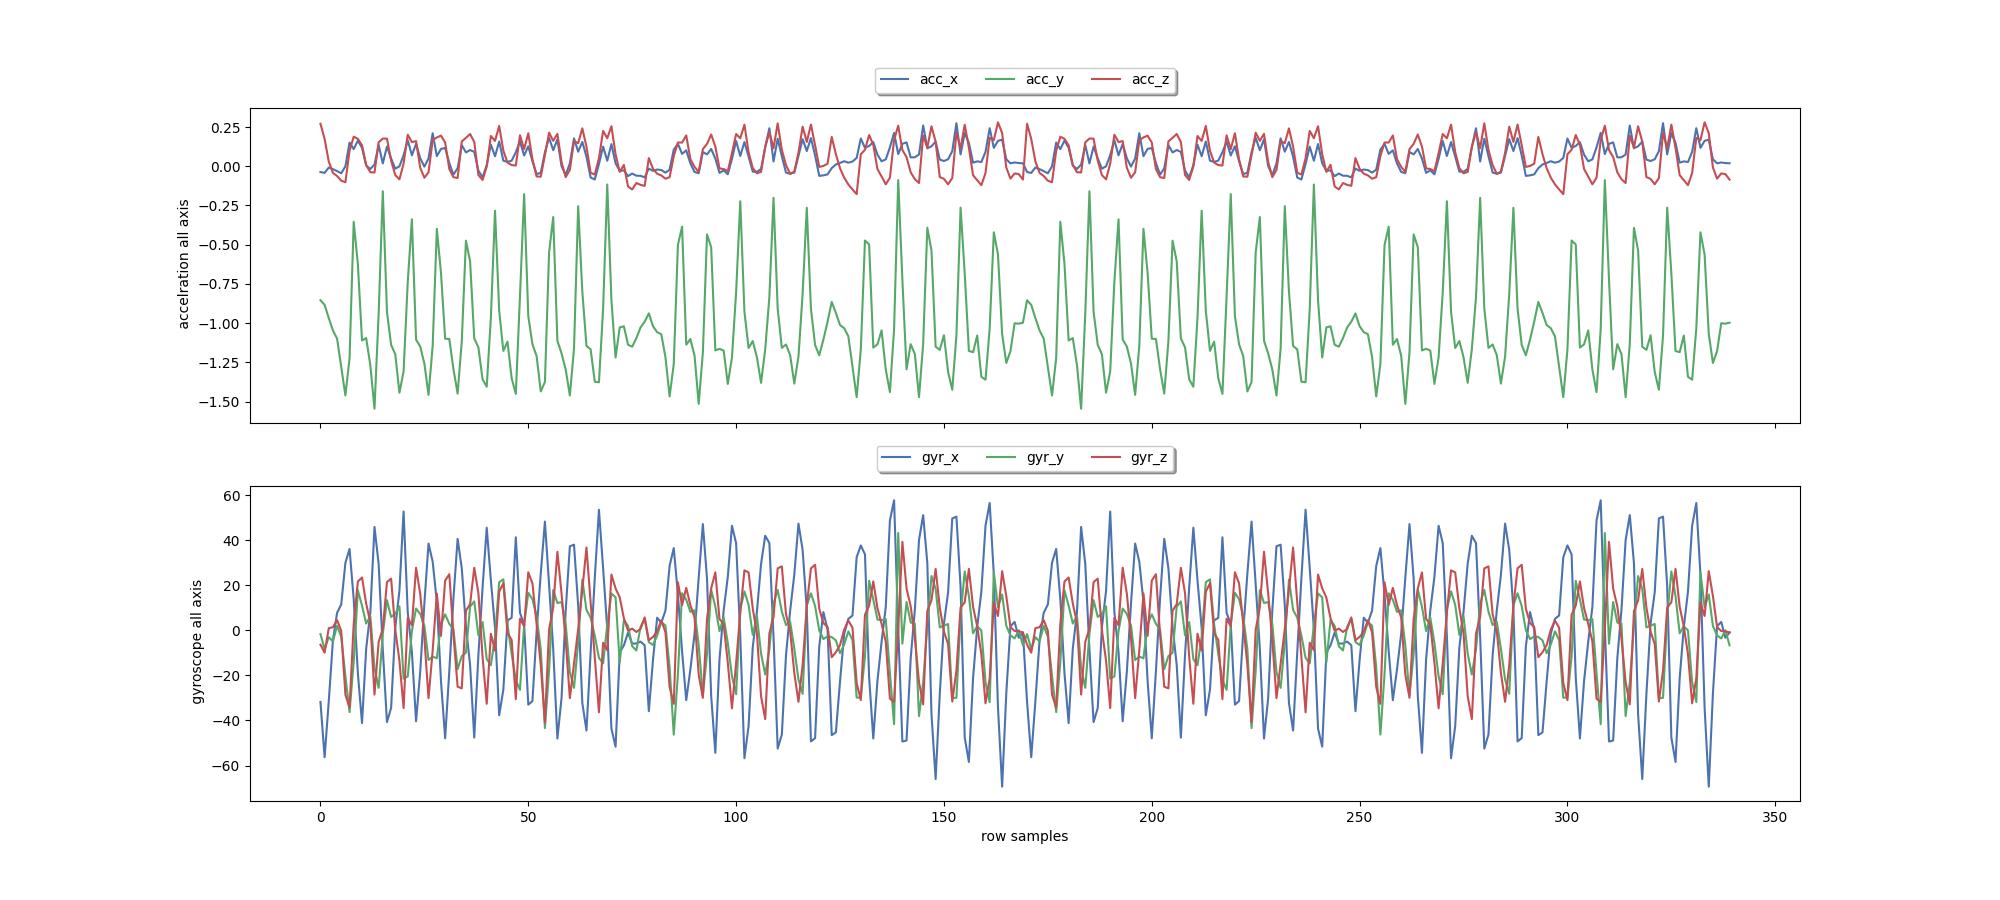 acc_x acc_y acc_z
accelration all axis
0.25
0.00
−0.25
−0.50
−0.75
−1.00
−1.25
−1.50
gyr_x gyr_y gyr_z
gyroscope all axis
60
40
20
0
−20
−40
−60
0 50 100 150 200 250 300 350
row samples